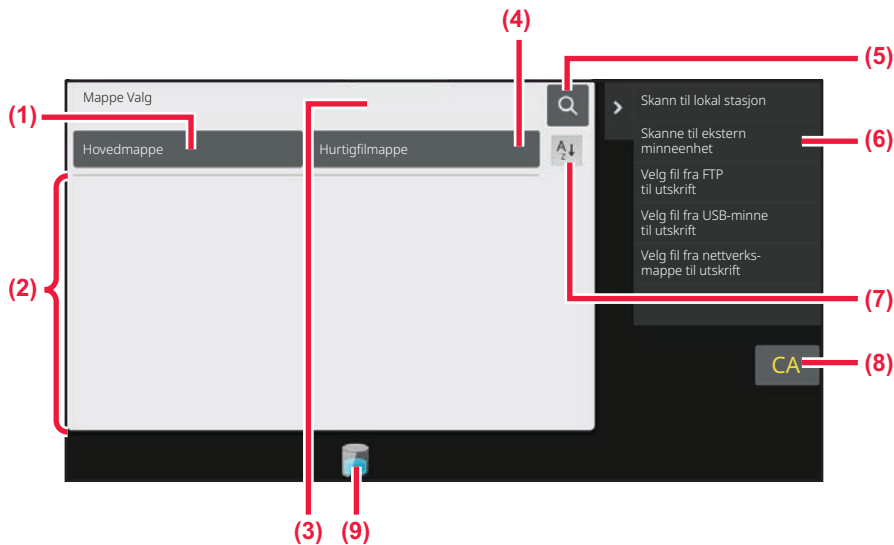 (4)
(5)
Mappe Valg
Skann til lokal stasjon
(1)
Skanne til ekstern
minneenhet
(6)
Hovedmappe
Hurtigfilmappe
A
Z
Velg fil fra FTP
til utskrift
Velg fil fra USB-minne
til utskrift
Velg fil fra nettverks-
mappe til utskrift
(2)
(7)
CA
(8)
(3)
(9)